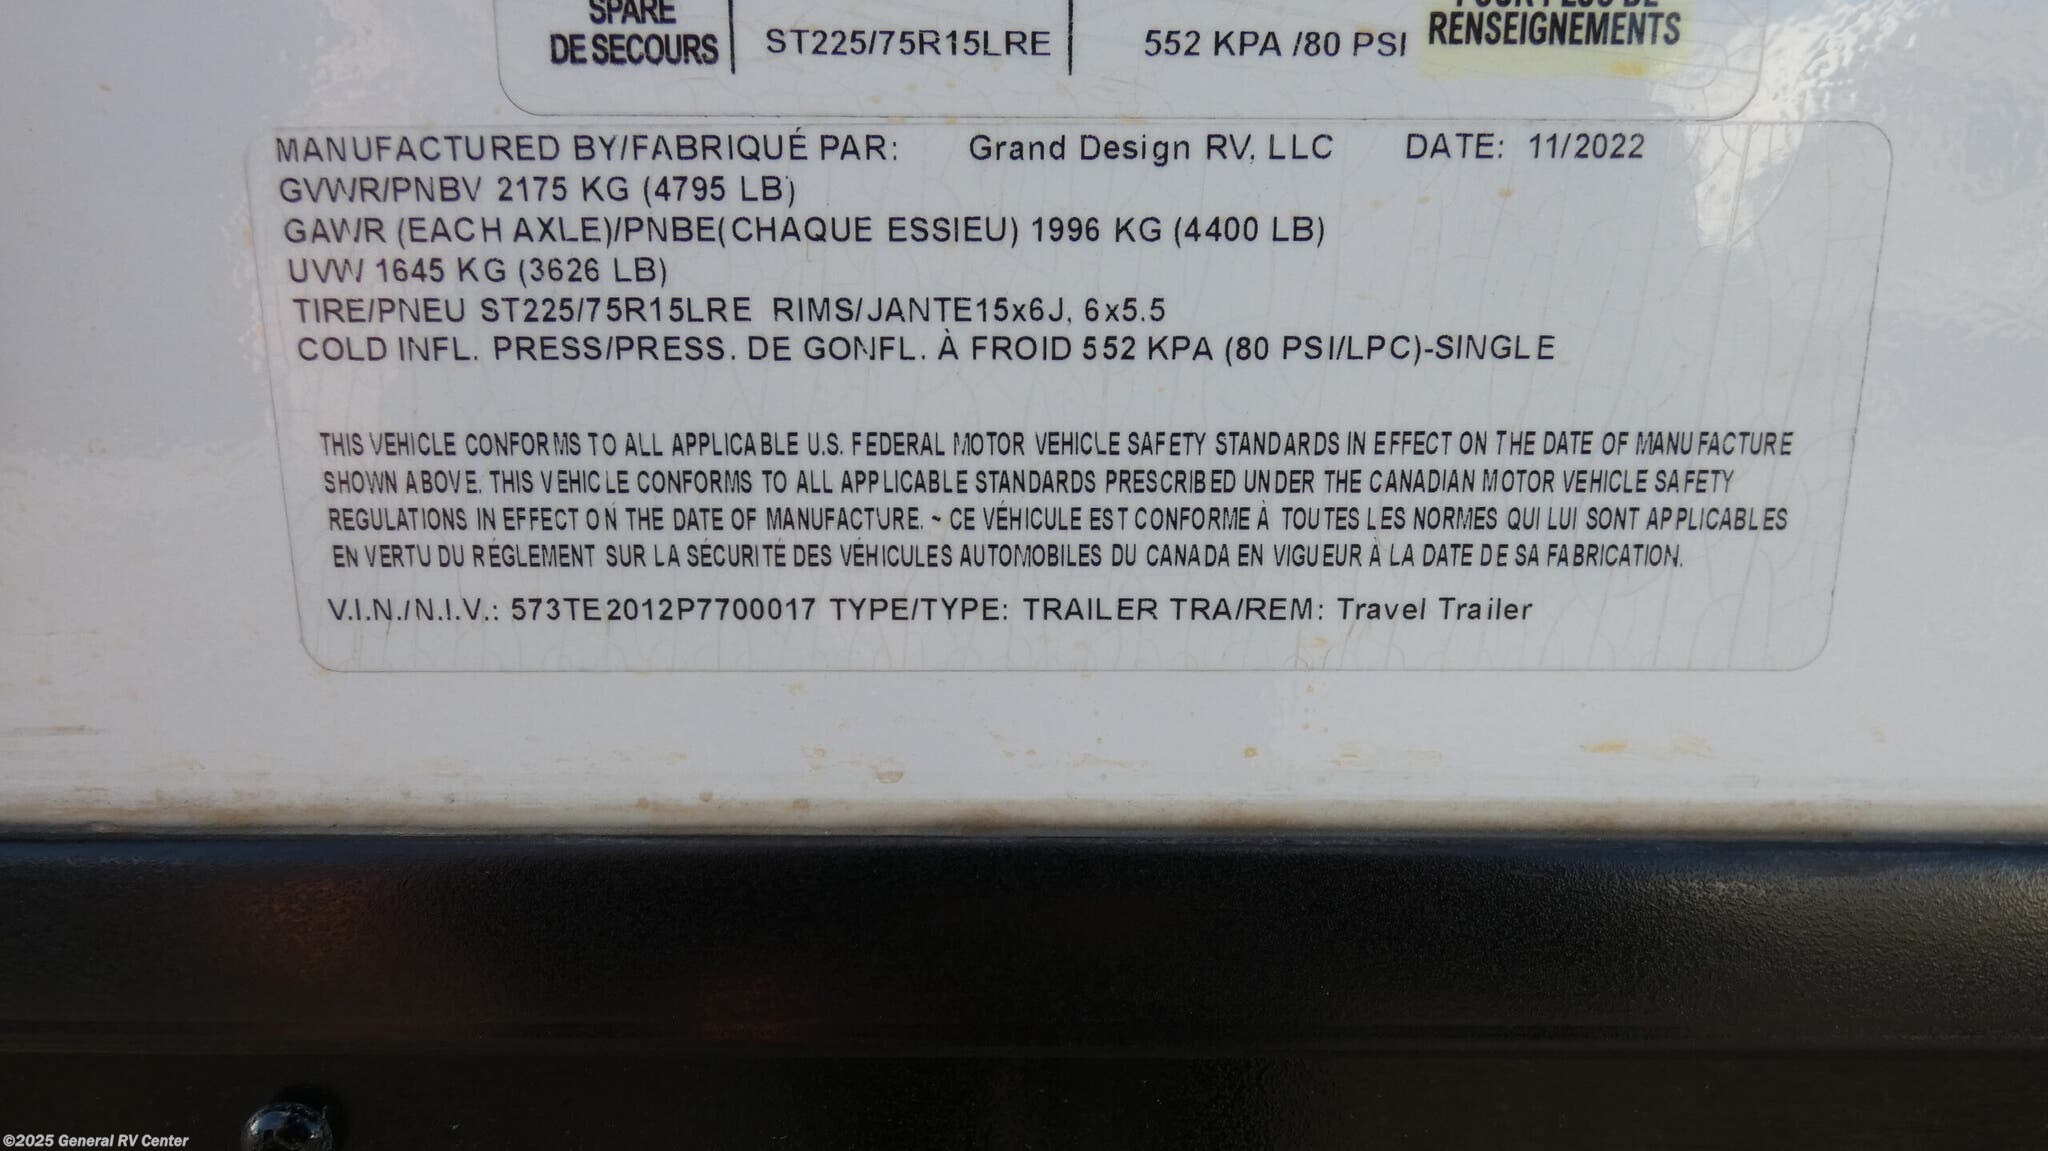 SPARE
DE SECOURS
ST225/75R15LRE
552 KPA /80 PSI
POUR PLUS DE
RENSEIGNEMENTS
MANUFACTURED BY/FABRIQUÉ PAR: Grand Design RV, LLC DATE: 11/2022
GVWR/PNBV 2175 KG (4795 LB)
GAWR (EACH AXLE)/PNBE(CHAQUE ESSIEU) 1996 KG (4400 LB)
UVW 1645 KG (3626 LB)
TIRE/PNEU ST225/75R15LRE RIMS/JANTE15x6J, 6x5.5
COLD INFL. PRESS/PRESS. DE GONFL. À FROID 552 KPA (80 PSI/LPC)-SINGLE
THIS VEHICLE CONFORMS TO ALL APPLICABLE U.S. FEDERAL MOTOR VEHICLE SAFETY STANDARDS IN EFFECT ON THE DATE OF MANUFACTURE
SHOWN ABOVE. THIS VEHICLE CONFORMS TO ALL APPLICABLE STANDARDS PRESCRIBED UNDER THE CANADIAN MOTOR VEHICLE SAFETY
REGULATIONS IN EFFECT ON THE DATE OF MANUFACTURE. ~ CE VÉHICULE EST CONFORME À TOUTES LES NORMES QUI LUI SONT APPLICABLES
EN VERTU DU RÉGLEMENT SUR LA SÉCURITÉ DES VÉHICULES AUTOMOBILES DU CANADA EN VIGUEUR À LA DATE DE SA FABRICATION.
V.I.N./N.I.V.: 573TE2012P7700017 TYPE/TYPE: TRAILER TRA/REM: Travel Trailer
©2025 General RV Center